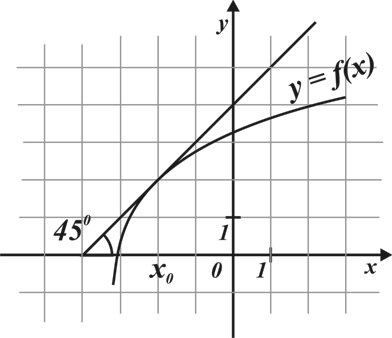 y
y = f(x)
45⁰
1
x₀ 0 1 x